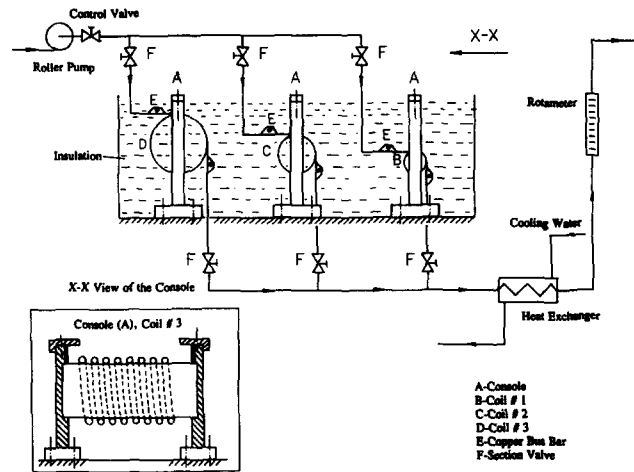 Control Valve
Roller Pump
F
F
F
X-X
A
A
A
Rotameter
E
E
E
D
C
B
Insulation
Cooling Water
F
F
F
X-X View of the Console
Heat Exchanger
Console (A), Coil # 3
A-Console
B-Coil # 1
C-Coil # 2
D-Coil # 3
E-Copper Bus Bar
F-Section Valve